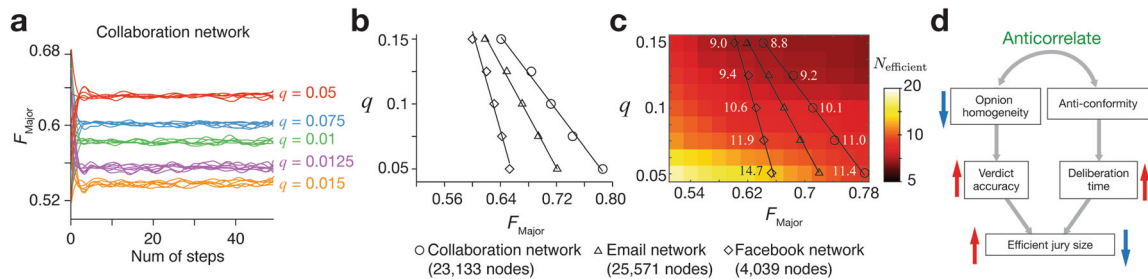 a
Collaboration network
0.68
0.6
0.52
F_Major
0
20
40
Num of steps
q = 0.05
q = 0.075
q = 0.01
q = 0.0125
q = 0.015
b
0.15
0.1
0.05
q
0.56
0.64
0.72
0.80
F_Major
c
0.15
0.1
0.05
q
0.54
0.62
0.7
0.78
F_Major
9.0
8.8
9.4
9.2
10.6
10.1
11.9
11.0
14.7
11.4
N_efficient
20
10
5
Collaboration network
(23,133 nodes)
Email network
(25,571 nodes)
Facebook network
(4,039 nodes)
d
Anticorrelate
Opnion
homogeneity
Anti-conformity
Verdict
accuracy
Deliberation
time
Efficient jury size